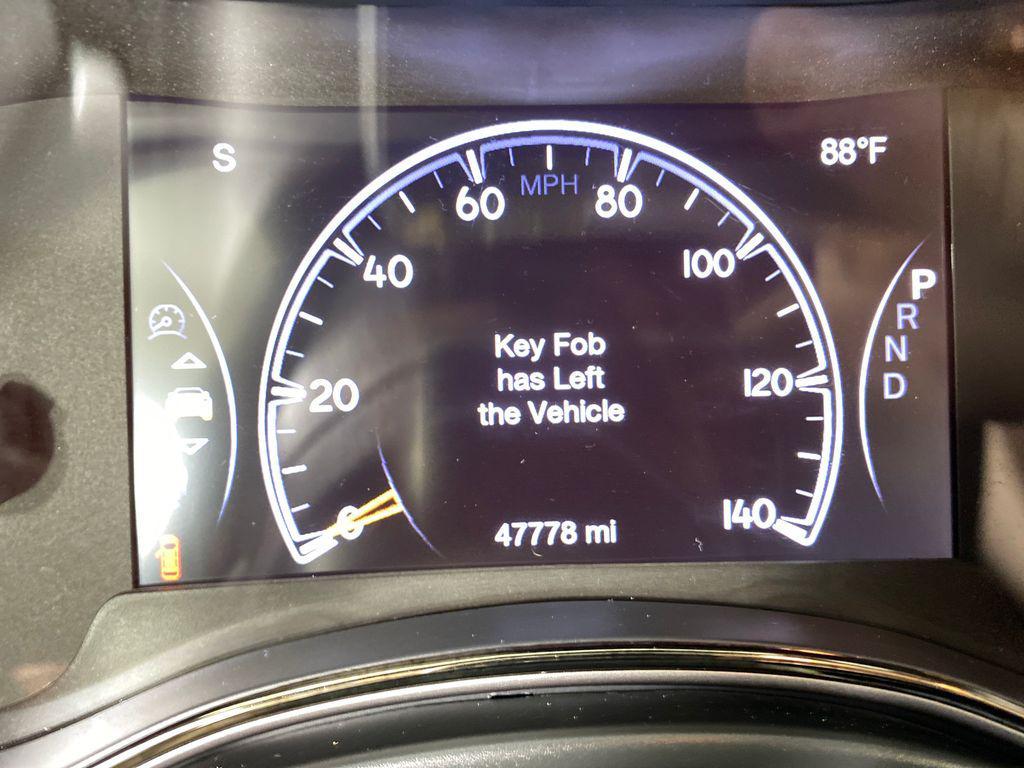 S
88°F
MPH
60
80
40
100
P
R
N
D
Key Fob
has Left
the Vehicle
20
120
0
140
47778 mi